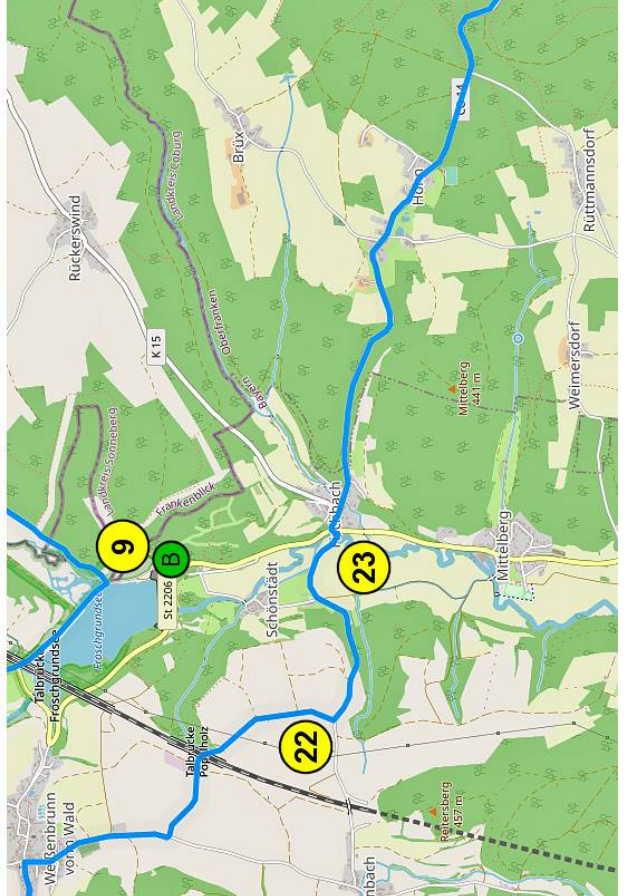 Brüx
Landkreis Coburg
Rückerswind
Oberfranken
Bayern
K 15
Landkreis Sonneberg
Frankenblick
9
B
St 2206
Froschgrundsee
Talbrücke
Froschgrundsee
Schönstädt
23
Mittelberg
441 m
Mittelberg
Weimersdorf
Rüttmannsdorf
22
Talbrücke
Weißenbrunn
vorm Wald
Reitersberg
457 m